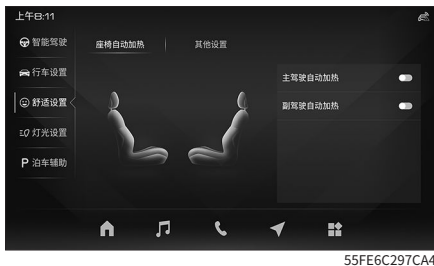 上午8:11
智能驾驶
座椅自动加热 其他设置
行车设置
主驾驶自动加热
舒适设置
副驾驶自动加热
灯光设置
P 泊车辅助
55FE6C297CA4